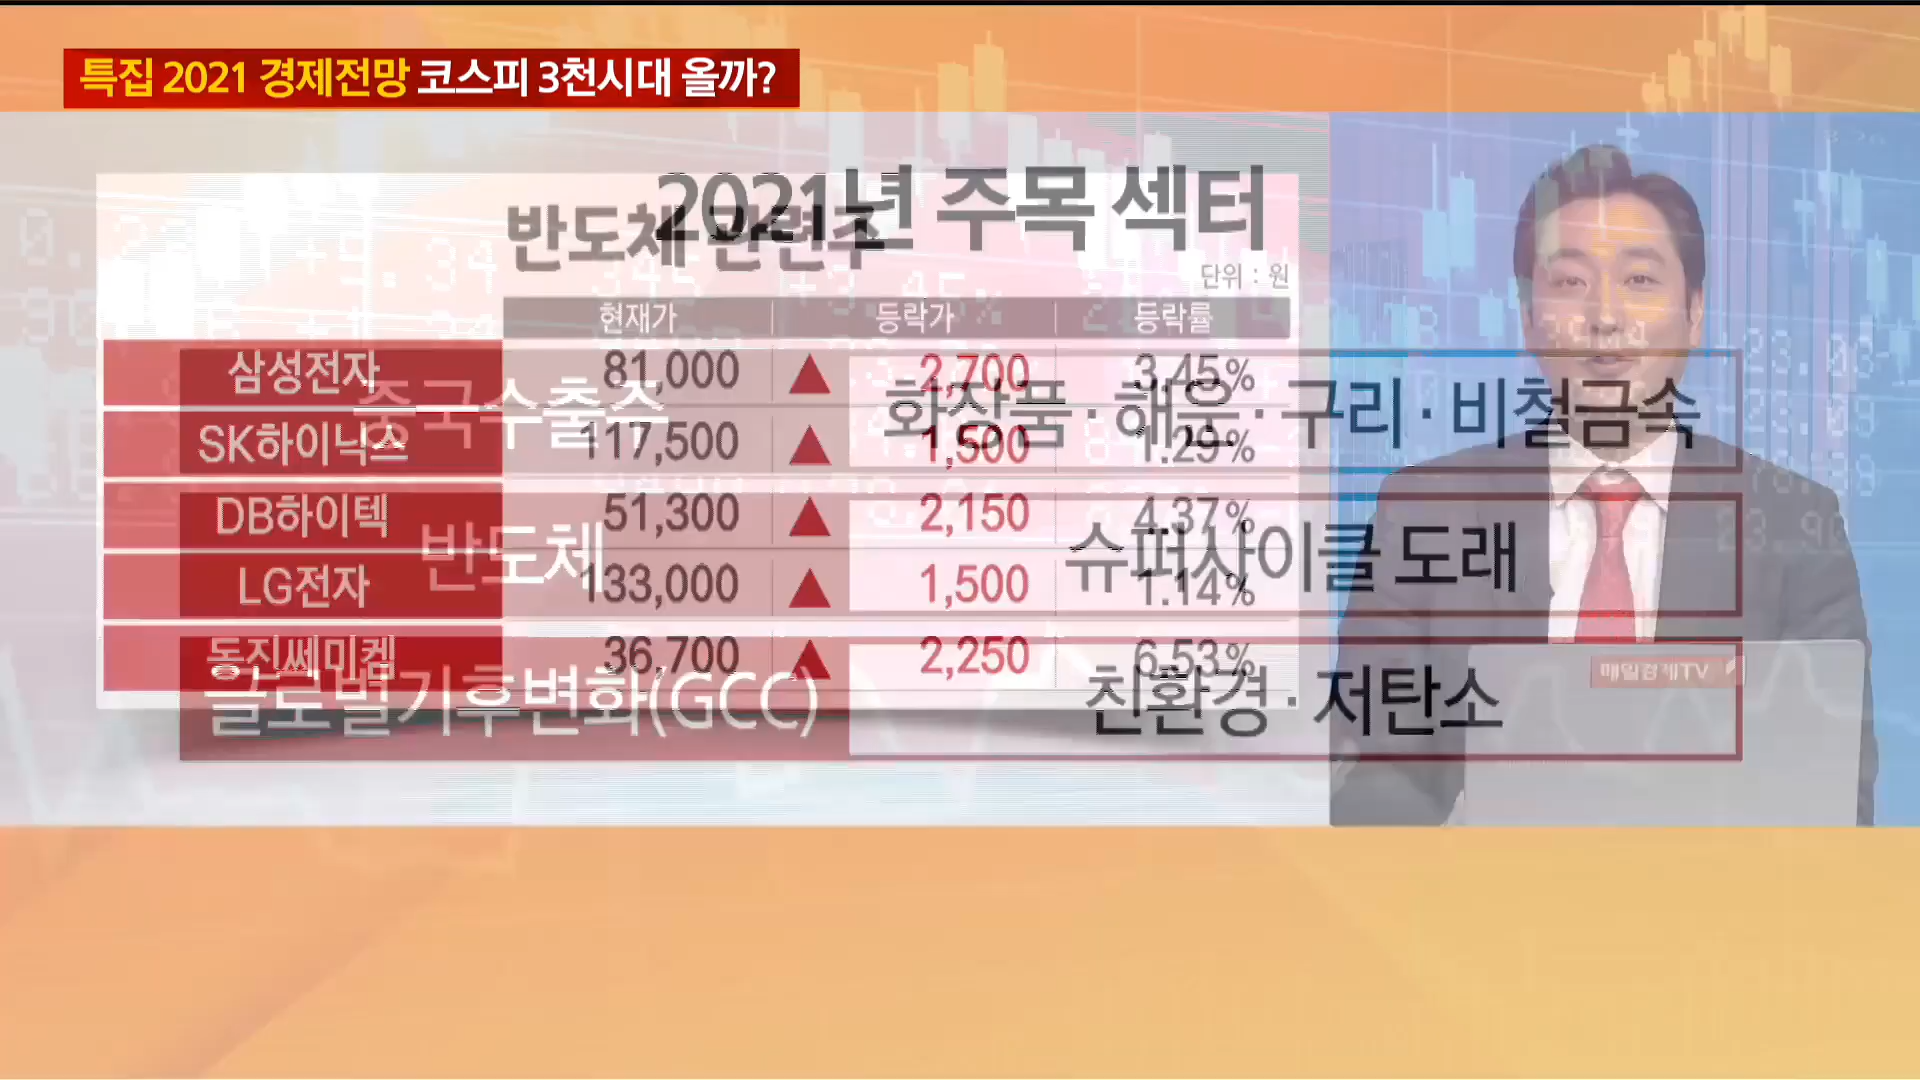 특집 2021 경제전망 코스피 3천시대 올까?
2021년 주목 섹터
반도체 관련주
단위 : 원
현재가 등락가 등락률
삼성전자 81,000 ▲ 2,700 3.45%
중국수출주 화장품·해운·구리·비철금속
SK하이닉스 117,500 ▲ 1,500 1.29%
DB하이텍 51,300 ▲ 2,150 4.37%
반도체 슈퍼사이클 도래
LG전자 133,000 ▲ 1,500 1.14%
동진쎄미켐 36,700 ▲ 2,250 6.53%
글로벌기후변화(GCC) 친환경·저탄소
매일경제TV